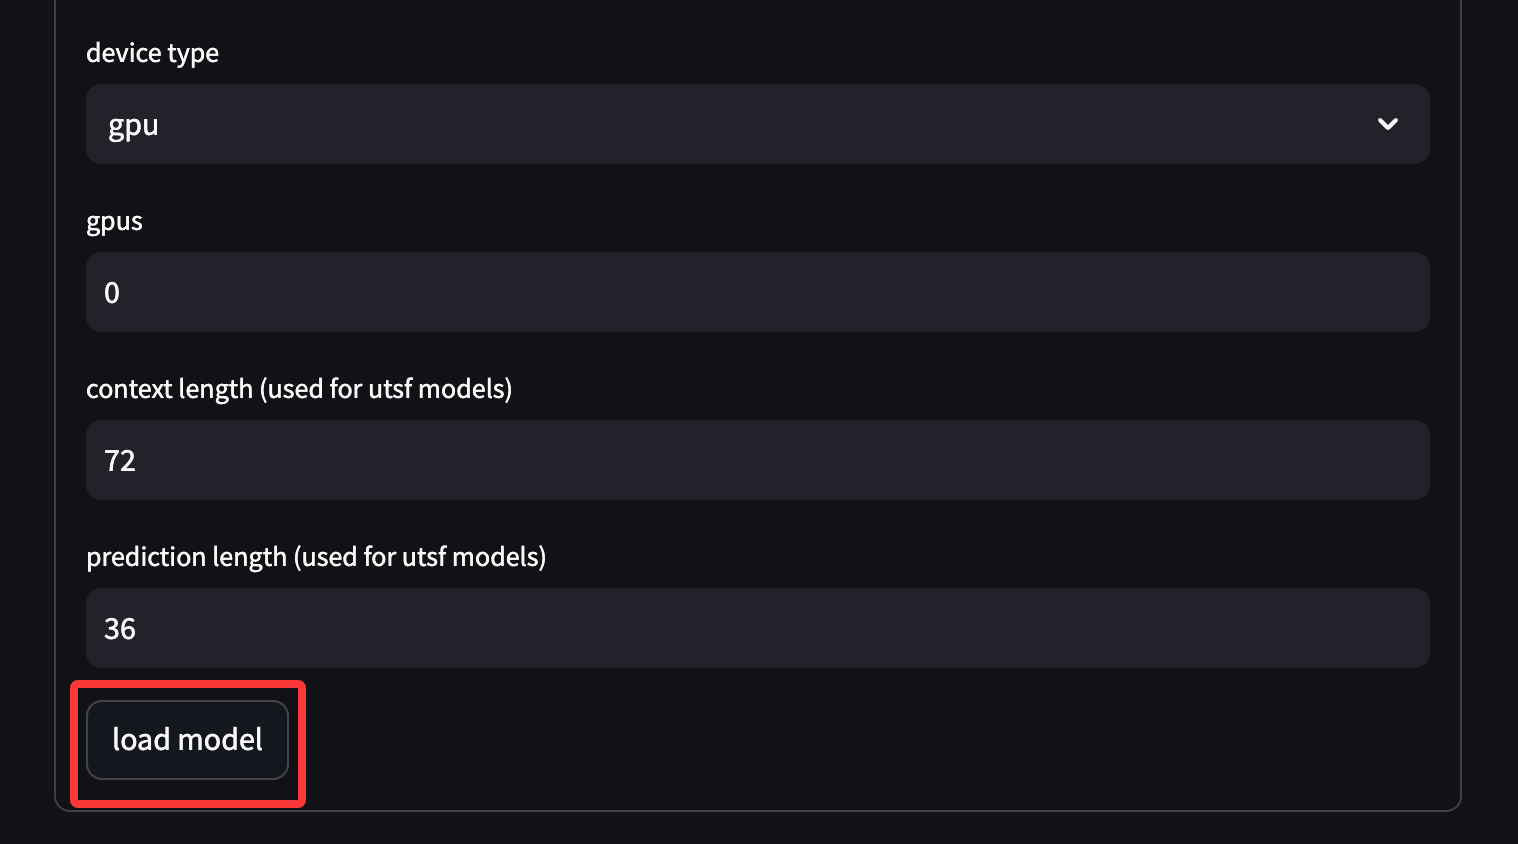 device type
gpu
gpus
0
context length (used for utsf models)
72
prediction length (used for utsf models)
36
load model